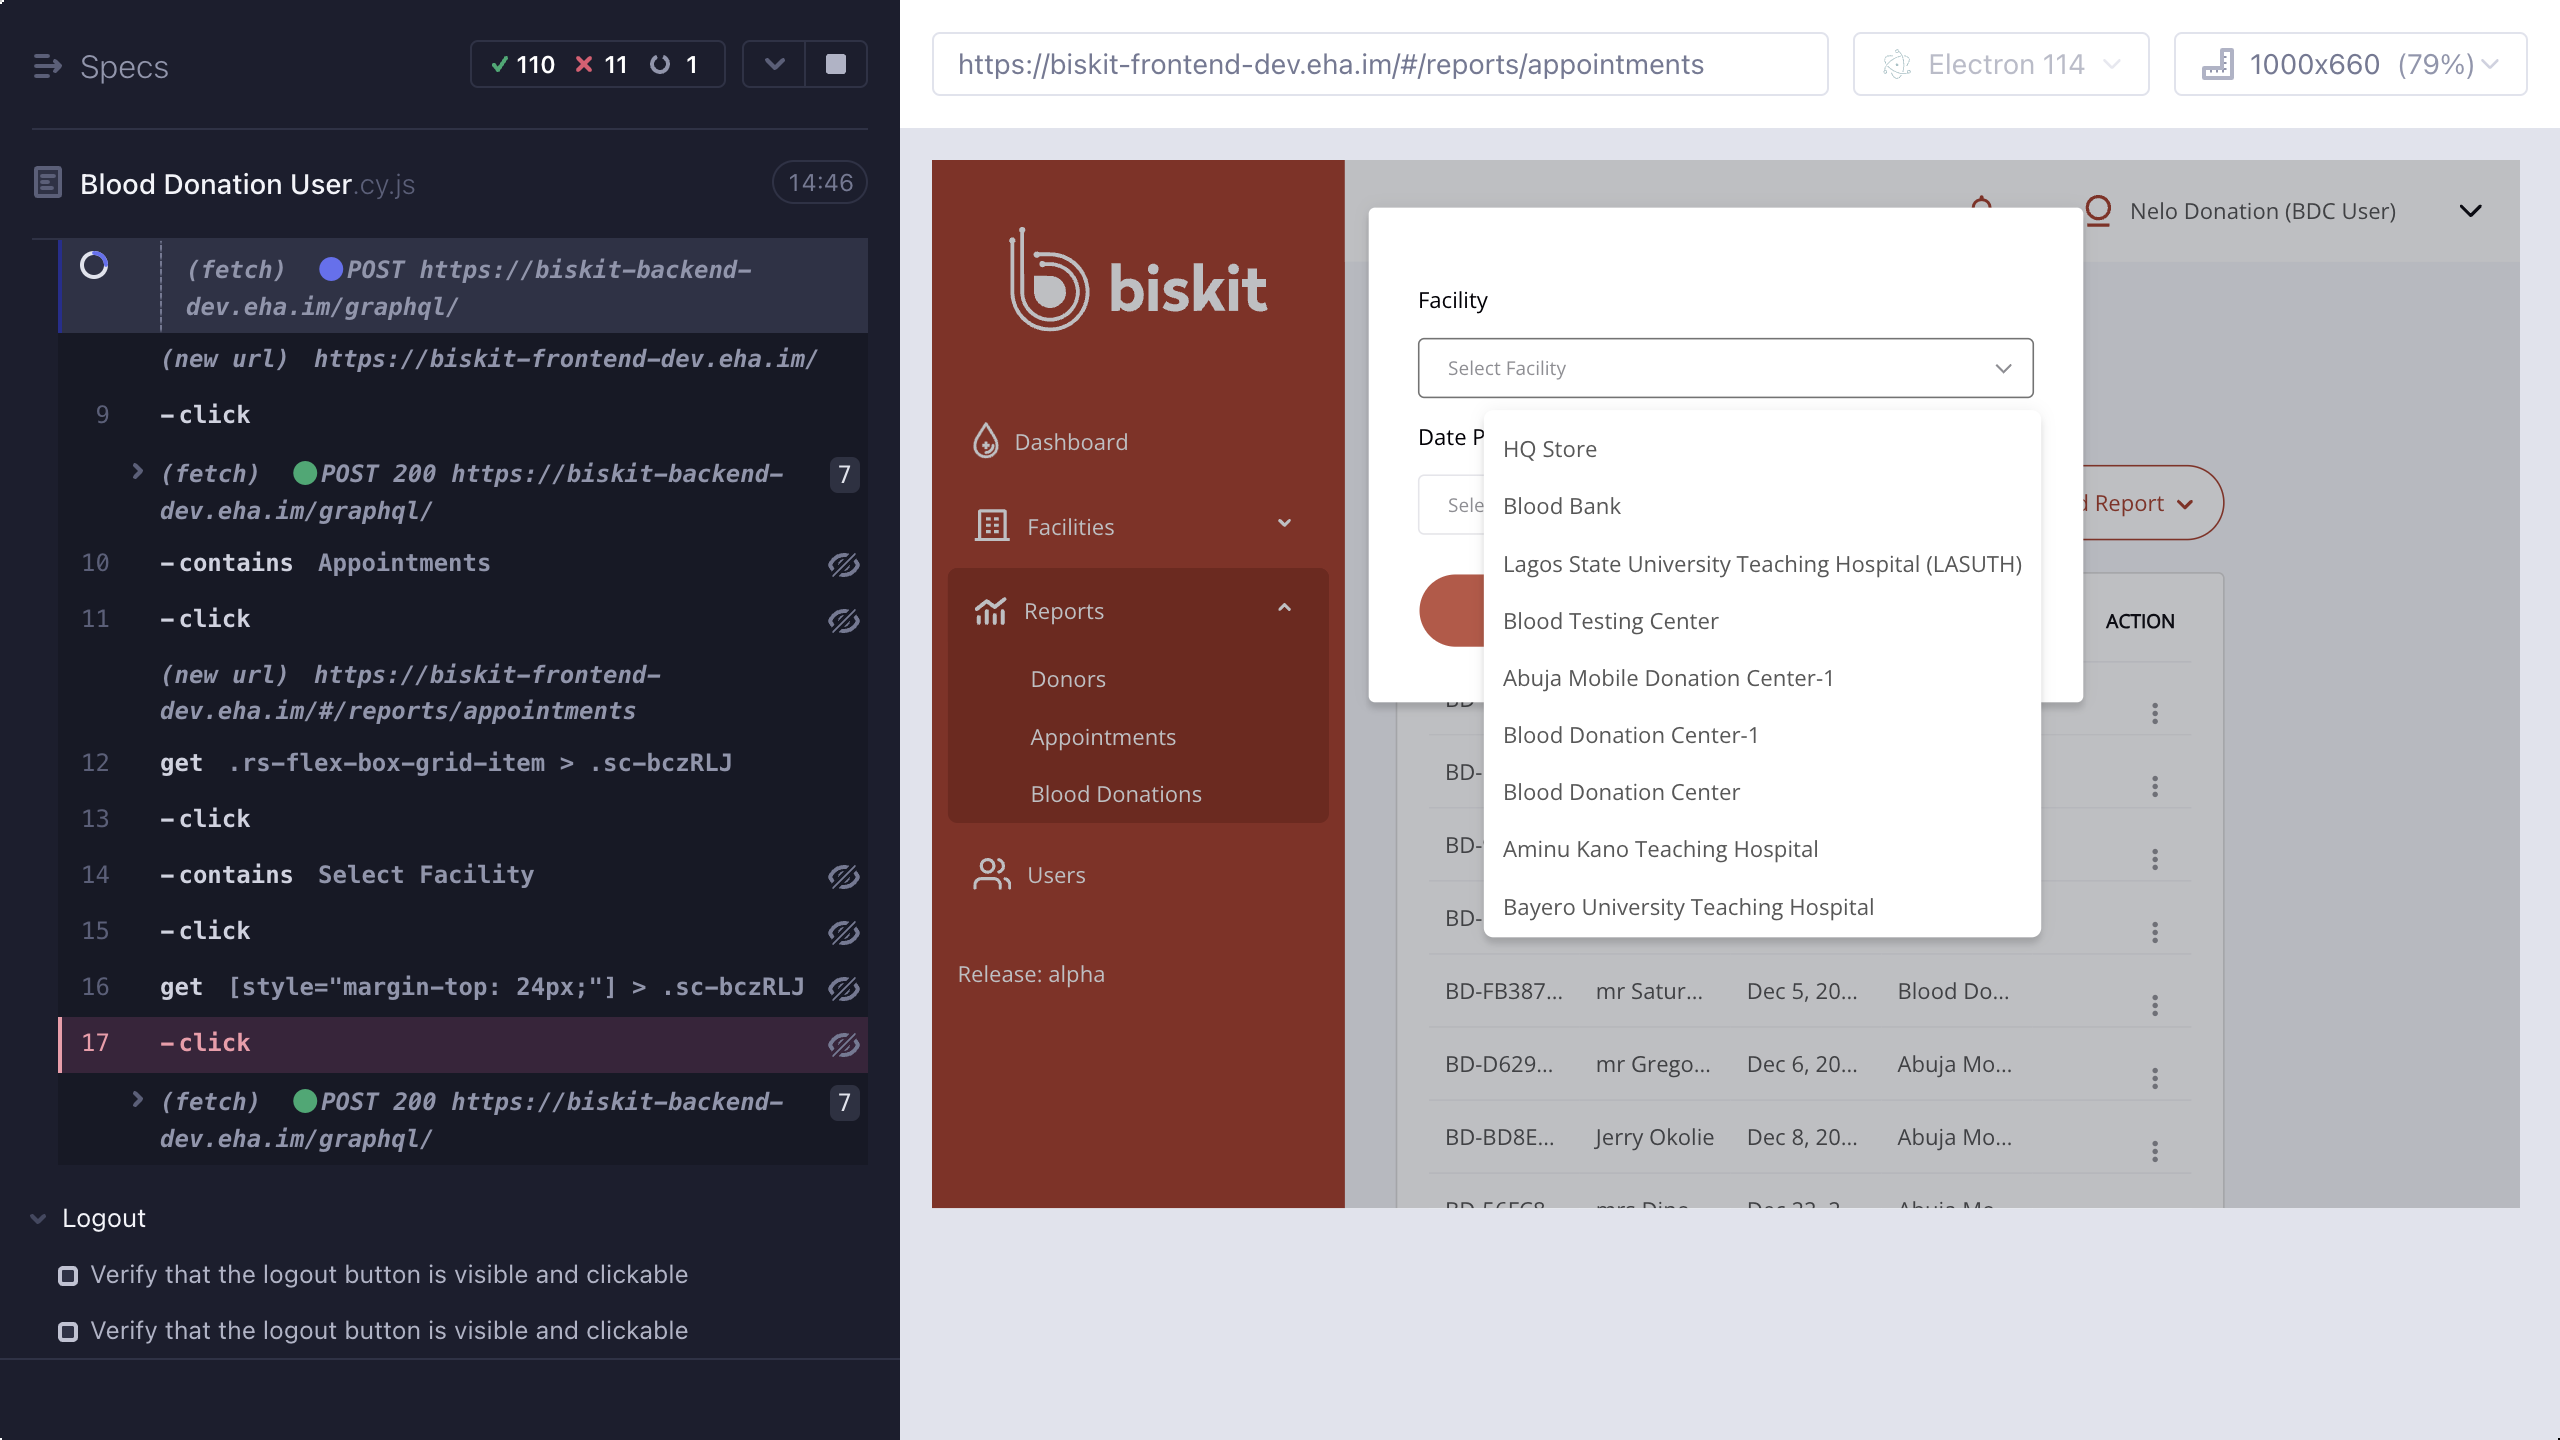 Specs
110
11
1
Blood Donation User.cy.js
14:46
(fetch) POST https://biskit-backend-
dev.eha.im/graphql/
(new url) https://biskit-frontend-dev.eha.im/
9 -click
(fetch) POST 200 https://biskit-backend-
dev.eha.im/graphql/
7
10 -contains Appointments
11 -click
(new url) https://biskit-frontend-
dev.eha.im/#/reports/appointments
12 get .rs-flex-box-grid-item > .sc-bczRLJ
13 -click
14 -contains Select Facility
15 -click
16 get [style="margin-top: 24px;"] > .sc-bczRLJ
17 -click
(fetch) POST 200 https://biskit-backend-
dev.eha.im/graphql/
7
Logout
Verify that the logout button is visible and clickable
Verify that the logout button is visible and clickable
https://biskit-frontend-dev.eha.im/#/reports/appointments
Electron 114
1000x660 (79%)
biskit
Dashboard
Facilities
Reports
Donors
Appointments
Blood Donations
Users
Release: alpha
Nelo Donation (BDC User)
Facility
Select Facility
Date P
Sele
HQ Store
Blood Bank
Lagos State University Teaching Hospital (LASUTH)
Blood Testing Center
Abuja Mobile Donation Center-1
Blood Donation Center-1
Blood Donation Center
Aminu Kano Teaching Hospital
Bayero University Teaching Hospital
d Report
ACTION
BD-
BD-
BD-
BD-FB387... mr Satur... Dec 5, 20... Blood Do...
BD-D629... mr Grego... Dec 6, 20... Abuja Mo...
BD-BD8E... Jerry Okolie Dec 8, 20... Abuja Mo...